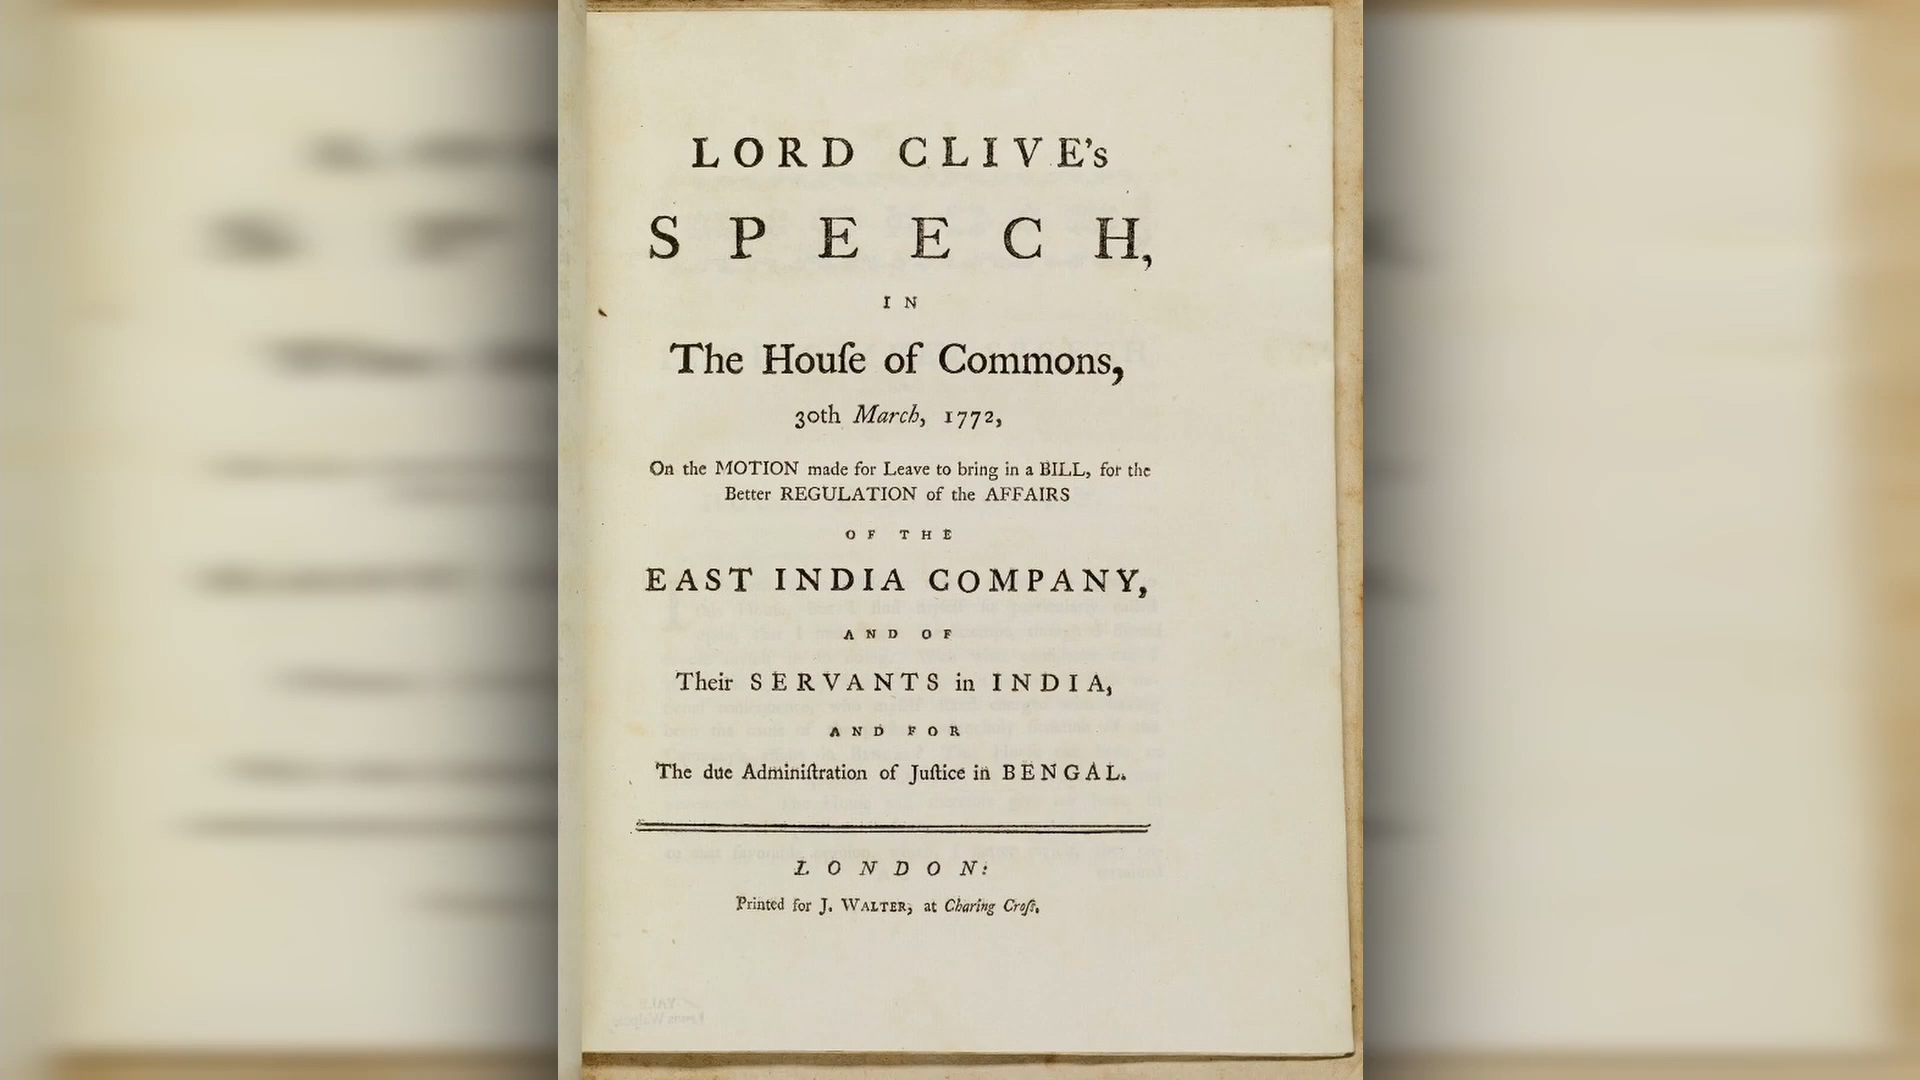 LORD CLIVE's
SPEECH,
IN
The Houſe of Commons,
30th March, 1772,
On the MOTION made for Leave to bring in a BILL, for the
Better REGULATION of the AFFAIRS
OF THE
EAST INDIA COMPANY,
AND OF
Their SERVANTS in INDIA,
AND FOR
The due Adminiſtration of Juſtice in BENGAL.
LONDON:
Printed for J. WALTER, at Charing Croſs.